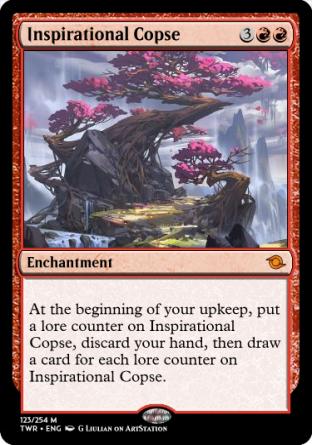 Inspirational Copse 3
Enchantment
At the beginning of your upkeep, put
a lore counter on Inspirational
Copse, discard your hand, then draw
a card for each lore counter on
Inspirational Copse.
123/254 M
TWR • ENG G Liulian on ArtStation